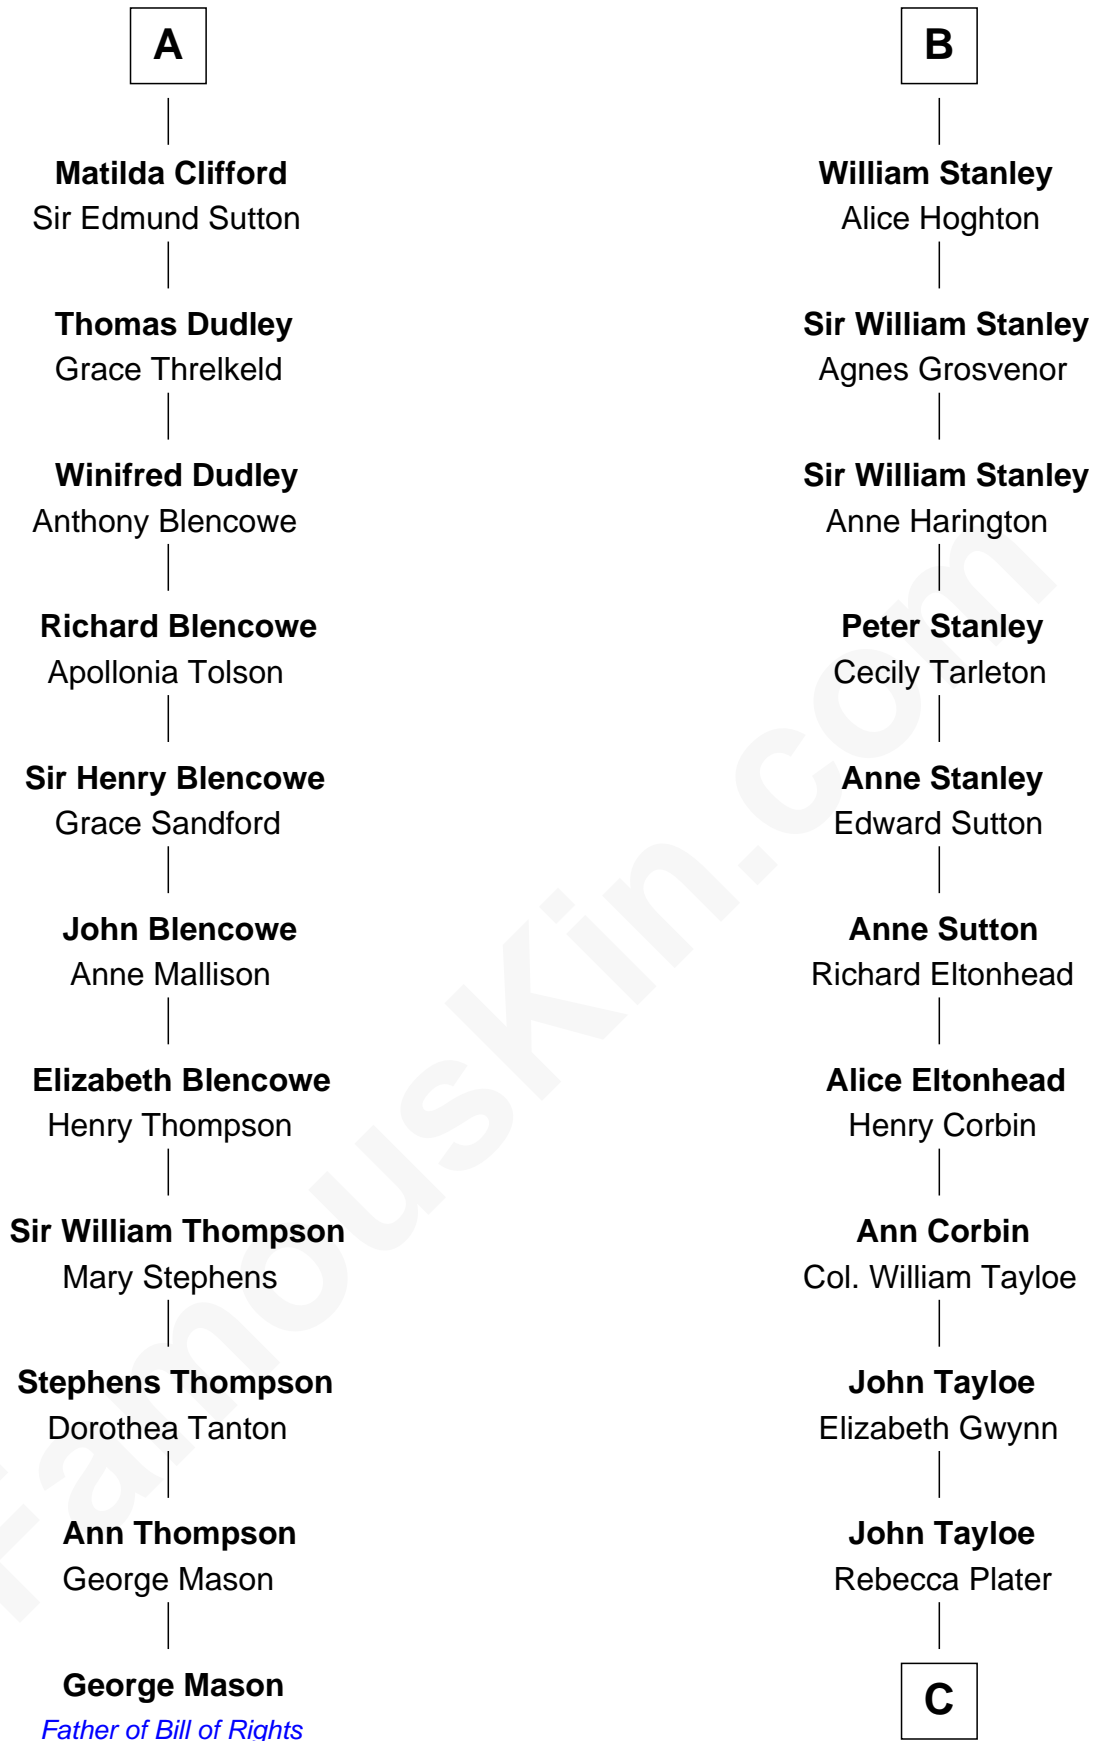 A
Matilda Clifford
Sir Edmund Sutton
Thomas Dudley
Grace Threlkeld
Winifred Dudley
Anthony Blencowe
Richard Blencowe
Apollonia Tolson
Sir Henry Blencowe
Grace Sandford
John Blencowe
Anne Mallison
Elizabeth Blencowe
Henry Thompson
Sir William Thompson
Mary Stephens
Stephens Thompson
Dorothea Tanton
Ann Thompson
George Mason
George Mason
Father of Bill of Rights
B
William Stanley
Alice Hoghton
Sir William Stanley
Agnes Grosvenor
Sir William Stanley
Anne Harington
Peter Stanley
Cecily Tarleton
Anne Stanley
Edward Sutton
Anne Sutton
Richard Eltonhead
Alice Eltonhead
Henry Corbin
Ann Corbin
Col. William Tayloe
John Tayloe
Elizabeth Gwynn
John Tayloe
Rebecca Plater
C
FamousKin.com